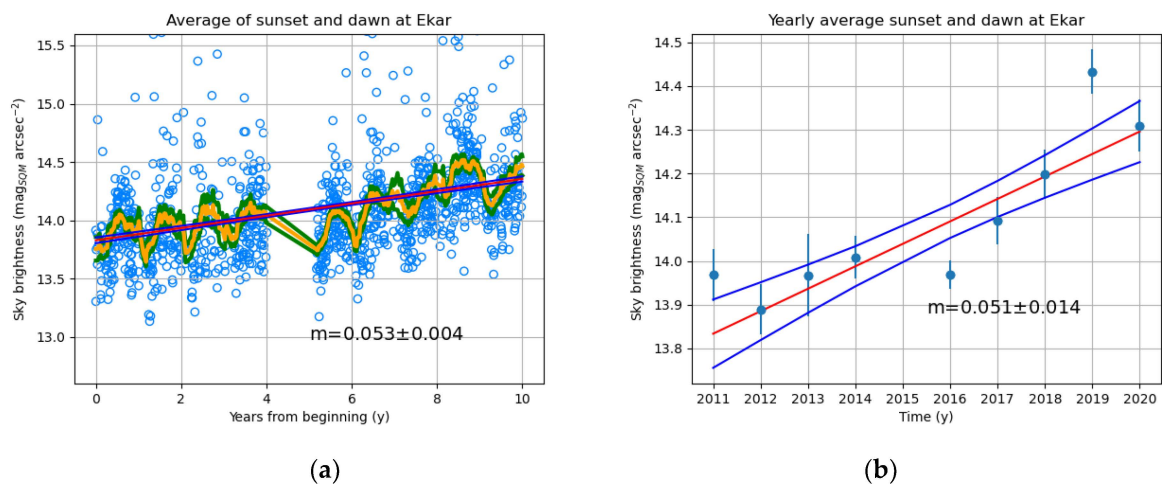 Average of sunset and dawn at Ekar
Sky brightness (mag_SQM arcsec⁻²)
15.5
15.0
14.5
14.0
13.5
13.0
m=0.053±0.004
0 2 4 6 8 10
Years from beginning (y)
(a)
Yearly average sunset and dawn at Ekar
Sky brightness (mag_SQM arcsec⁻²)
14.5
14.4
14.3
14.2
14.1
14.0
13.9
13.8
m=0.051±0.014
2011 2012 2013 2014 2015 2016 2017 2018 2019 2020
Time (y)
(b)